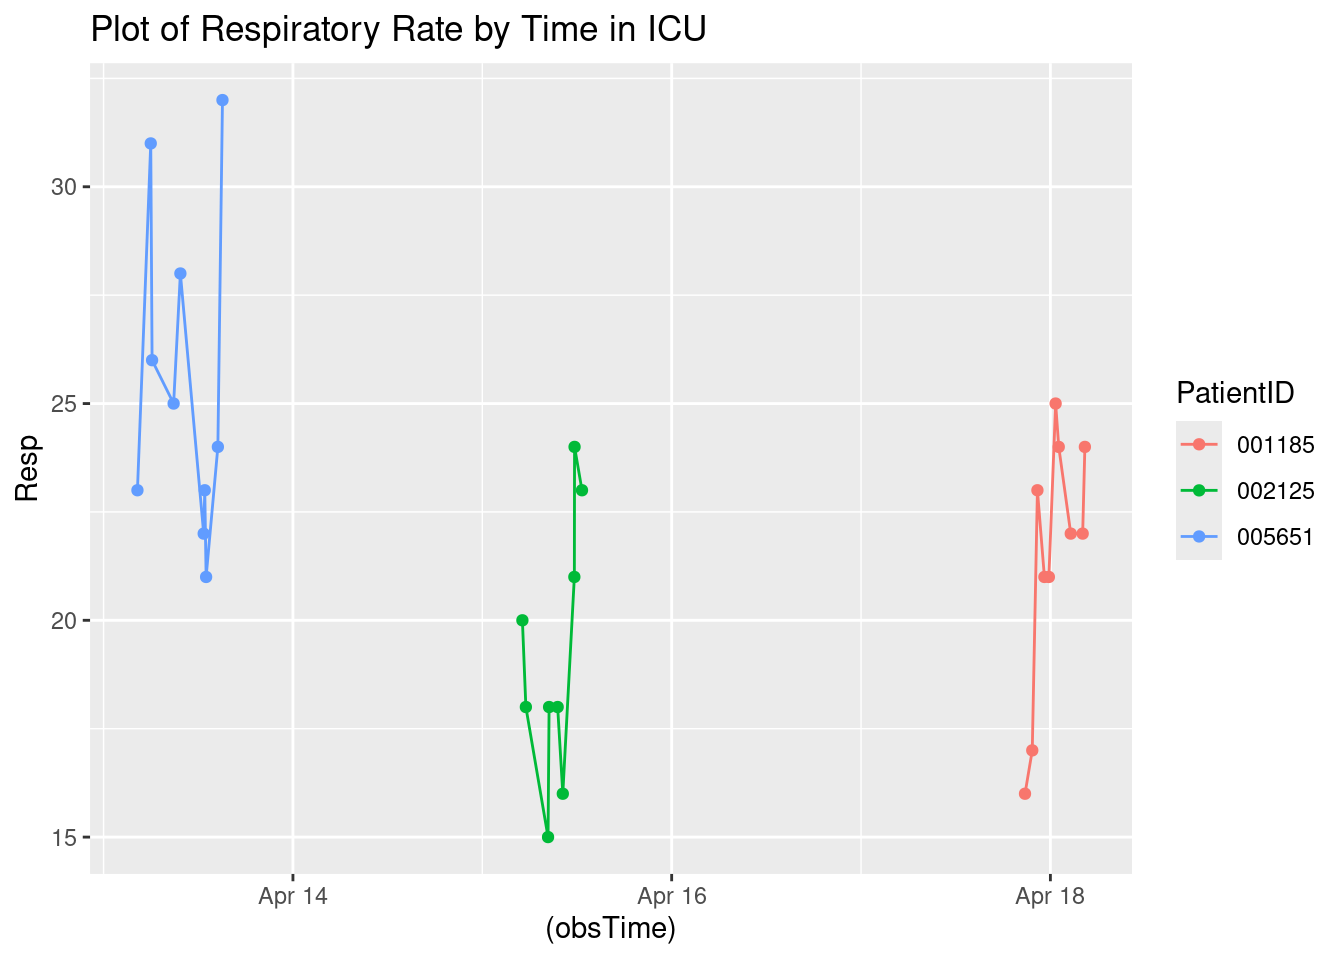 Plot of Respiratory Rate by Time in ICU
30
25
20
15
Resp
Apr 14
Apr 16
Apr 18
(obsTime)
PatientID
001185
002125
005651